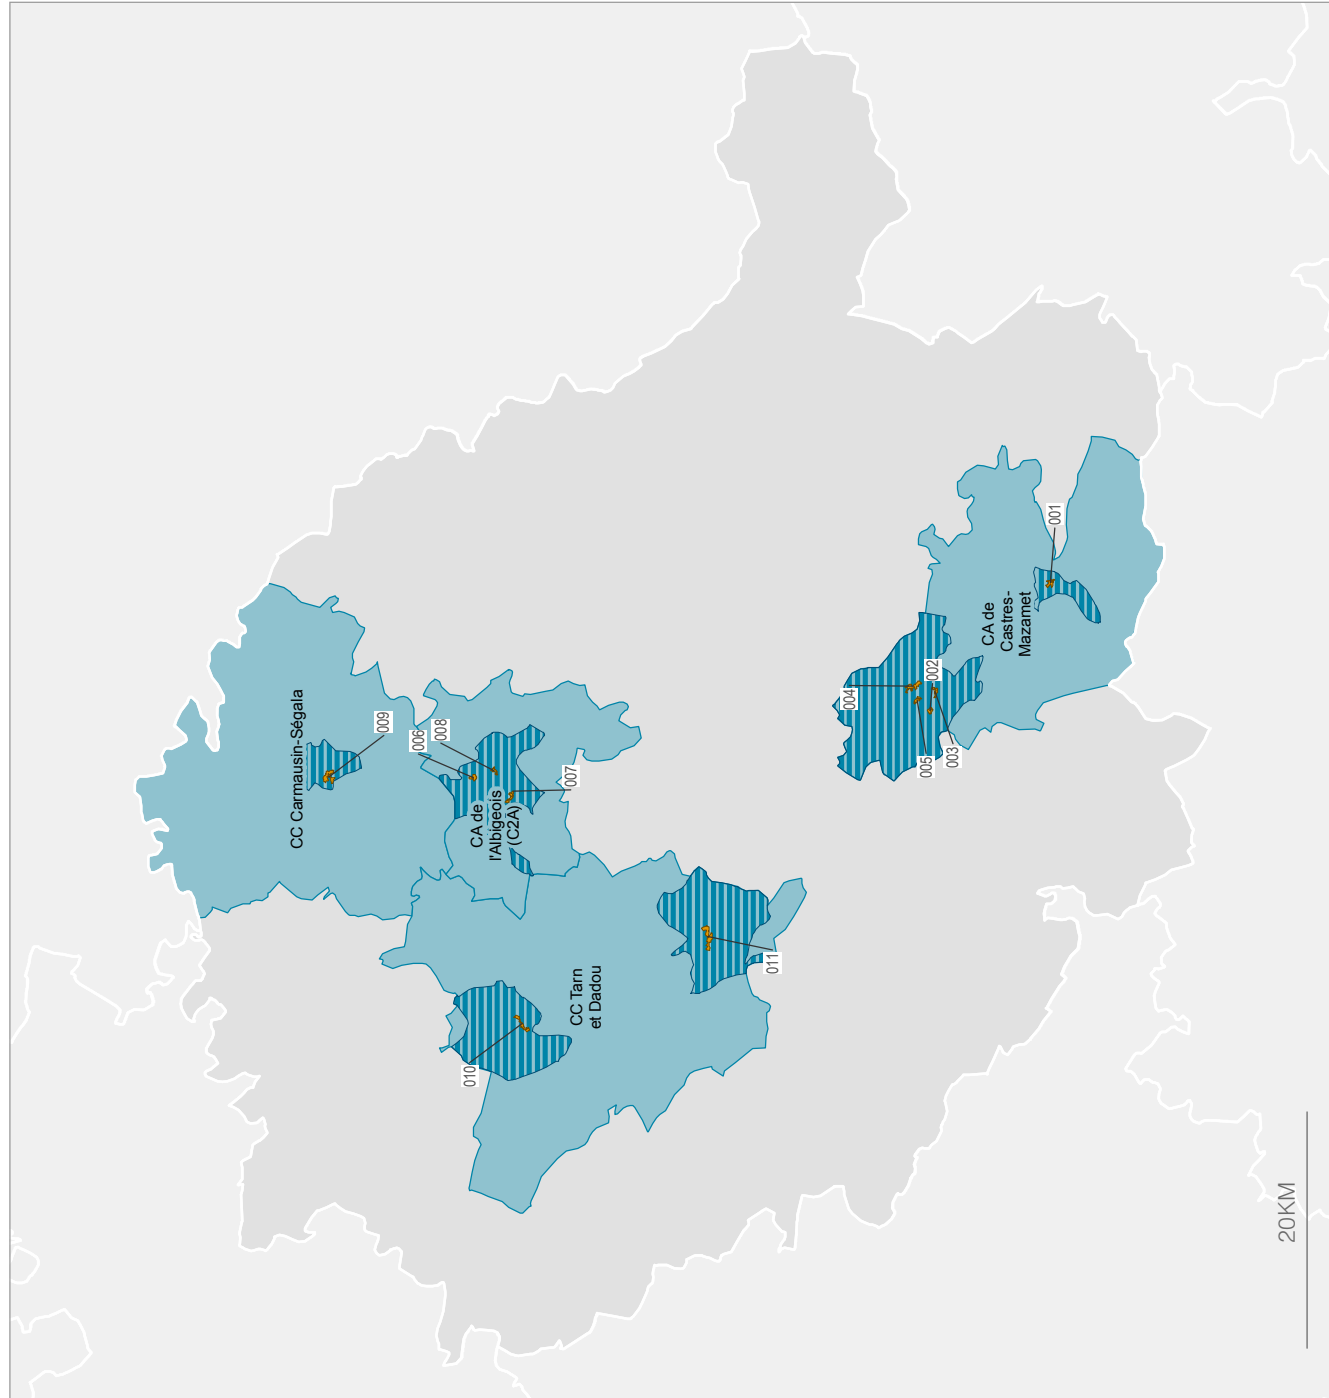 CC Carmausin-Ségala
009
006
008
CA de
l'Albigeois
(C2A)
007
CC Tarn
et Dadou
010
011
004
002
005
003
CA de
Castres-
Mazamet
001
20KM